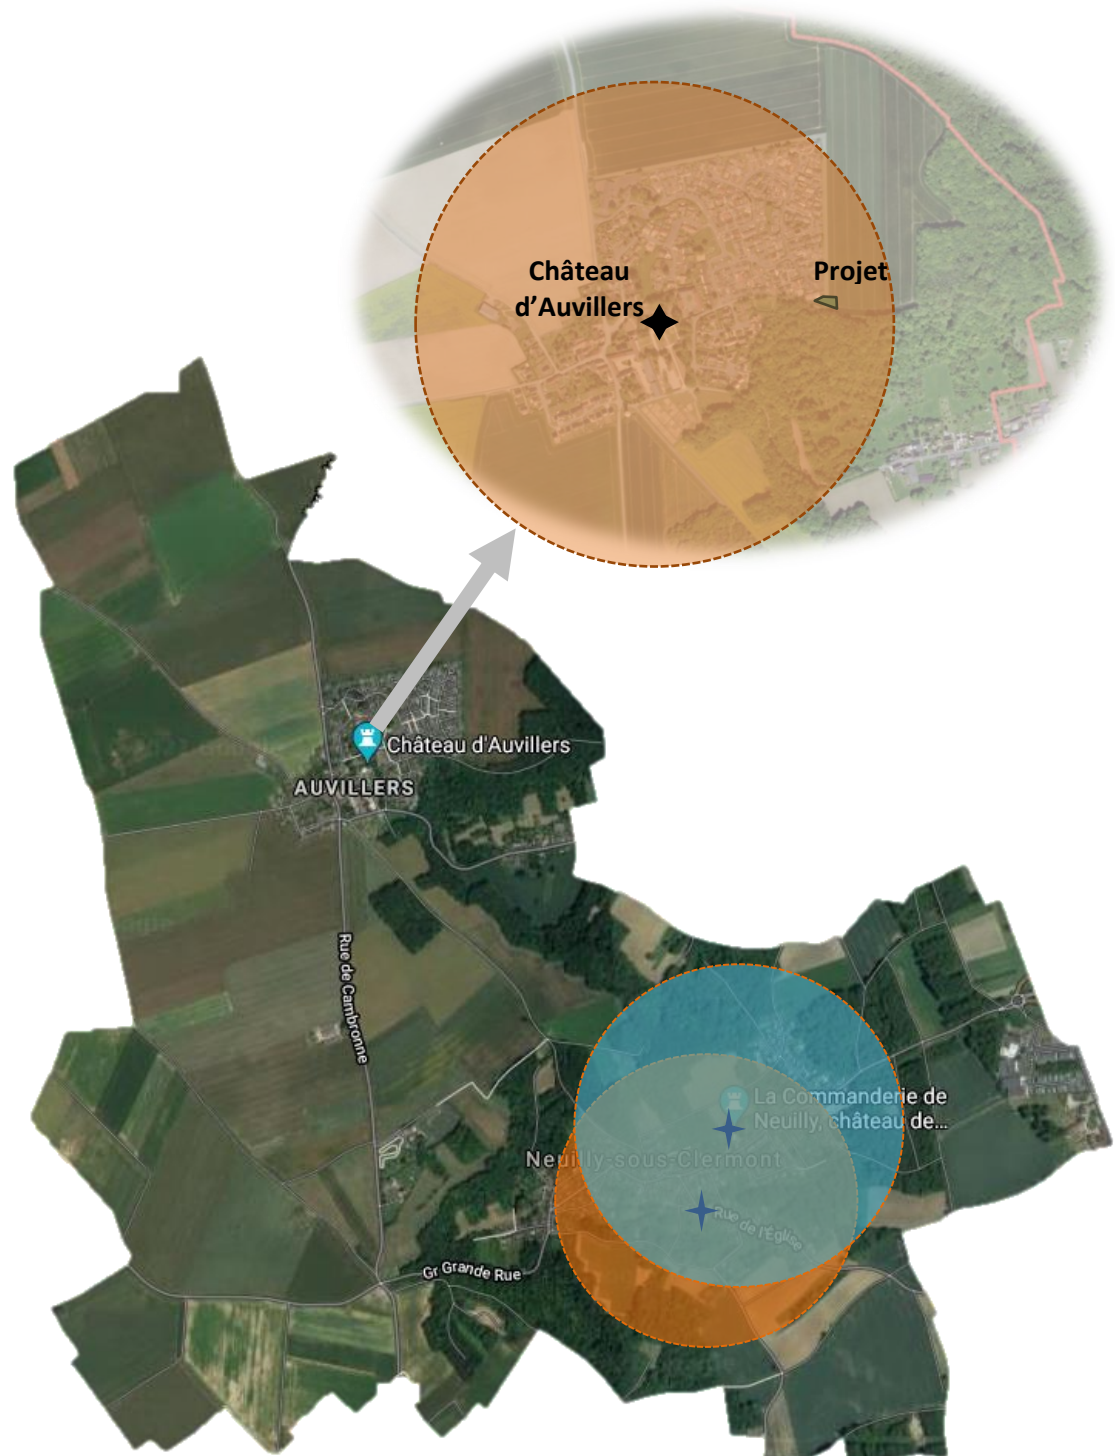 Château
d’Auvillers
Projet
Château d'Auvillers
AUVILLERS
Rue de Cambronne
La Commanderie de
Neuilly, château de...
Neuilly-sous-Clermont
Rue de l'Église
Gr Grande Rue